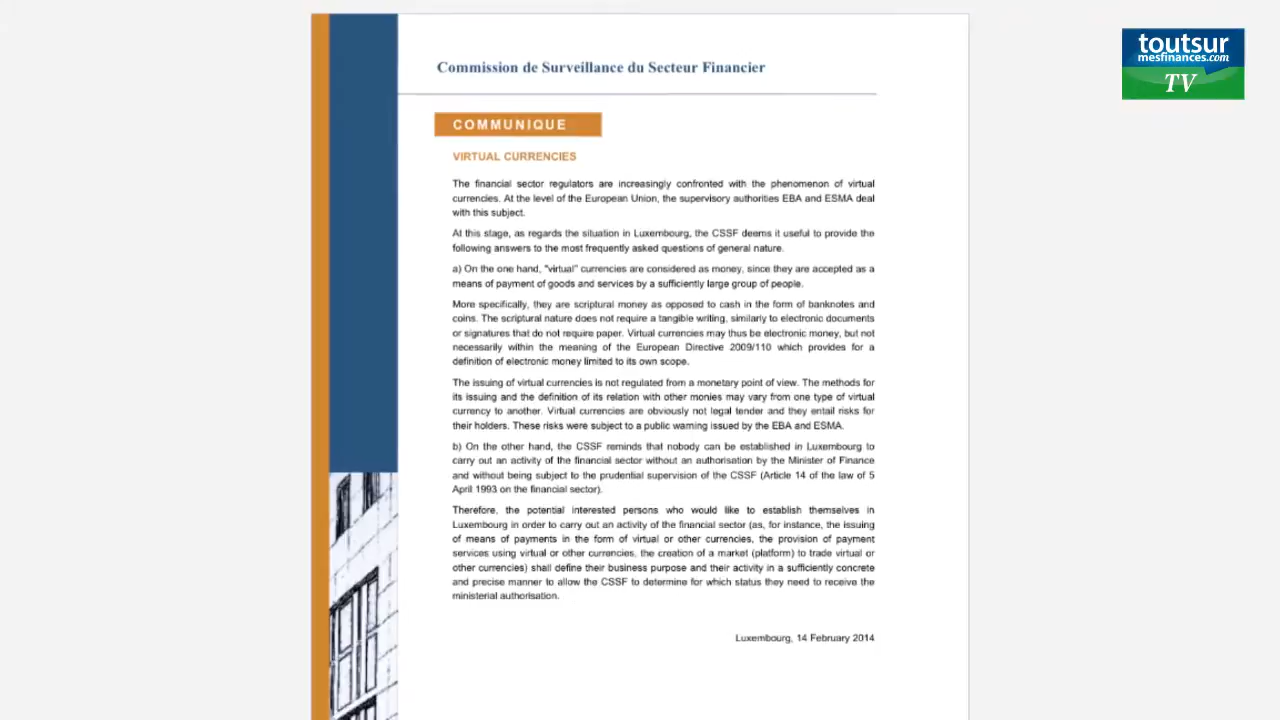 Commission de Surveillance du Secteur Financier
toutsur
mesfinances.com
TV
COMMUNIQUE
VIRTUAL CURRENCIES
The financial sector regulators are increasingly confronted with the phenomenon of virtual
currencies. At the level of the European Union, the supervisory authorities EBA and ESMA deal
with this subject.
At this stage, as regards the situation in Luxembourg, the CSSF deems it useful to provide the
following answers to the most frequently asked questions of general nature.
a) On the one hand, "virtual" currencies are considered as money, since they are accepted as a
means of payment of goods and services by a sufficiently large group of people.
More specifically, they are scriptural money as opposed to cash in the form of banknotes and
coins. The scriptural nature does not require a tangible writing, similarly to electronic documents
or signatures that do not require paper. Virtual currencies may thus be electronic money, but not
necessarily within the meaning of the European Directive 2009/110 which provides for a
definition of electronic money limited to its own scope.
The issuing of virtual currencies is not regulated from a monetary point of view. The methods for
its issuing and the definition of its relation with other monies may vary from one type of virtual
currency to another. Virtual currencies are obviously not legal tender and they entail risks for
their holders. These risks were subject to a public warning issued by the EBA and ESMA.
b) On the other hand, the CSSF reminds that nobody can be established in Luxembourg to
carry out an activity of the financial sector without an authorisation by the Minister of Finance
and without being subject to the prudential supervision of the CSSF (Article 14 of the law of 5
April 1993 on the financial sector).
Therefore, the potential interested persons who would like to establish themselves in
Luxembourg in order to carry out an activity of the financial sector (as, for instance, the issuing
of means of payments in the form of virtual or other currencies, the provision of payment
services using virtual or other currencies, the creation of a market (platform) to trade virtual or
other currencies) shall define their business purpose and their activity in a sufficiently concrete
and precise manner to allow the CSSF to determine for which status they need to receive the
ministerial authorisation.
Luxembourg, 14 February 2014